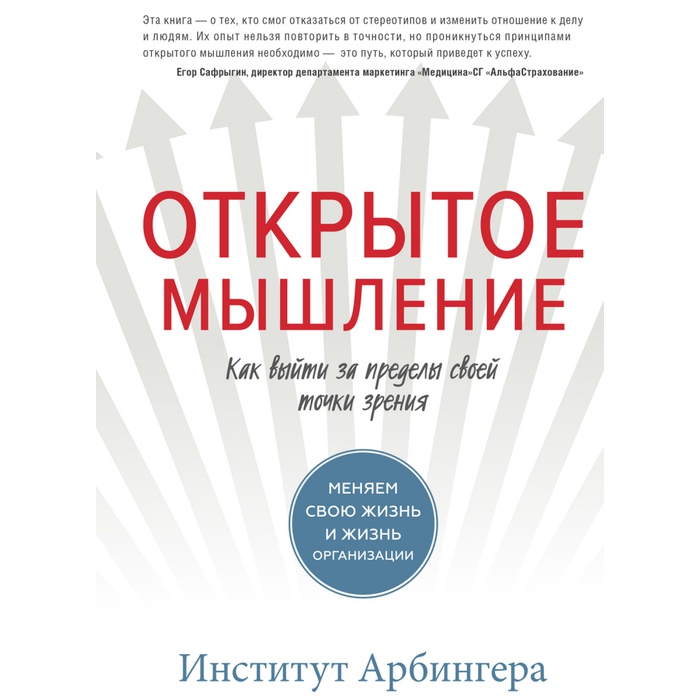 Эта книга — о тех, кто смог отказаться от стереотипов и изменить отношение к делу
и людям. Их опыт нельзя повторить в точности, но проникнуться принципами
открытого мышления необходимо — это путь, который приведет к успеху.
Егор Сафрыгин, директор департамента маркетинга «Медицина»СГ «АльфаСтрахование»
ОТКРЫТОЕ
МЫШЛЕНИЕ
Как выйти за пределы своей
точки зрения
МЕНЯЕМ
СВОЮ ЖИЗНЬ
И ЖИЗНЬ
ОРГАНИЗАЦИИ
Институт Арбингера